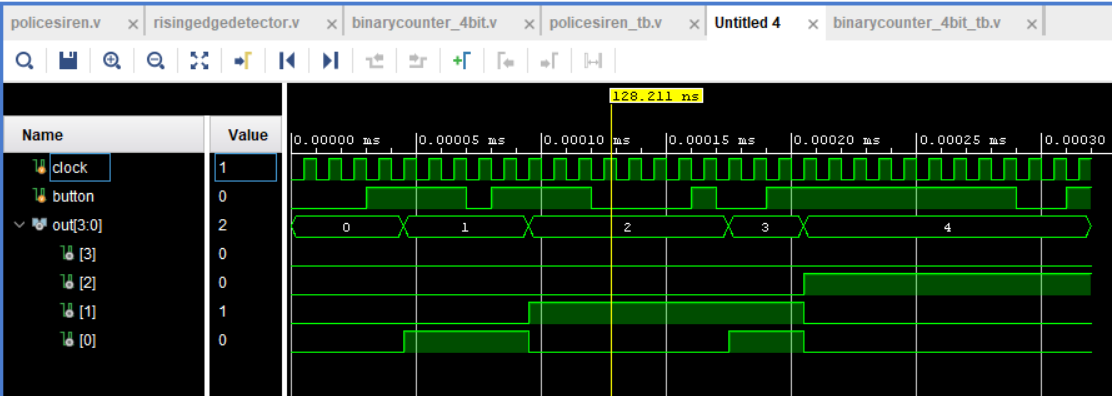 policesiren.v × risingedgedetector.v × binarycounter_4bit.v × policesiren_tb.v × Untitled 4 × binarycounter_4bit_tb.v ×
128.211 ns
Name Value 0.00000 ms 0.00005 ms 0.00010 ms 0.00015 ms 0.00020 ms 0.00025 ms 0.00030
clock 1
button 0
out[3:0] 2 0 1 2 3 4
[3] 0
[2] 0
[1] 1
[0] 0